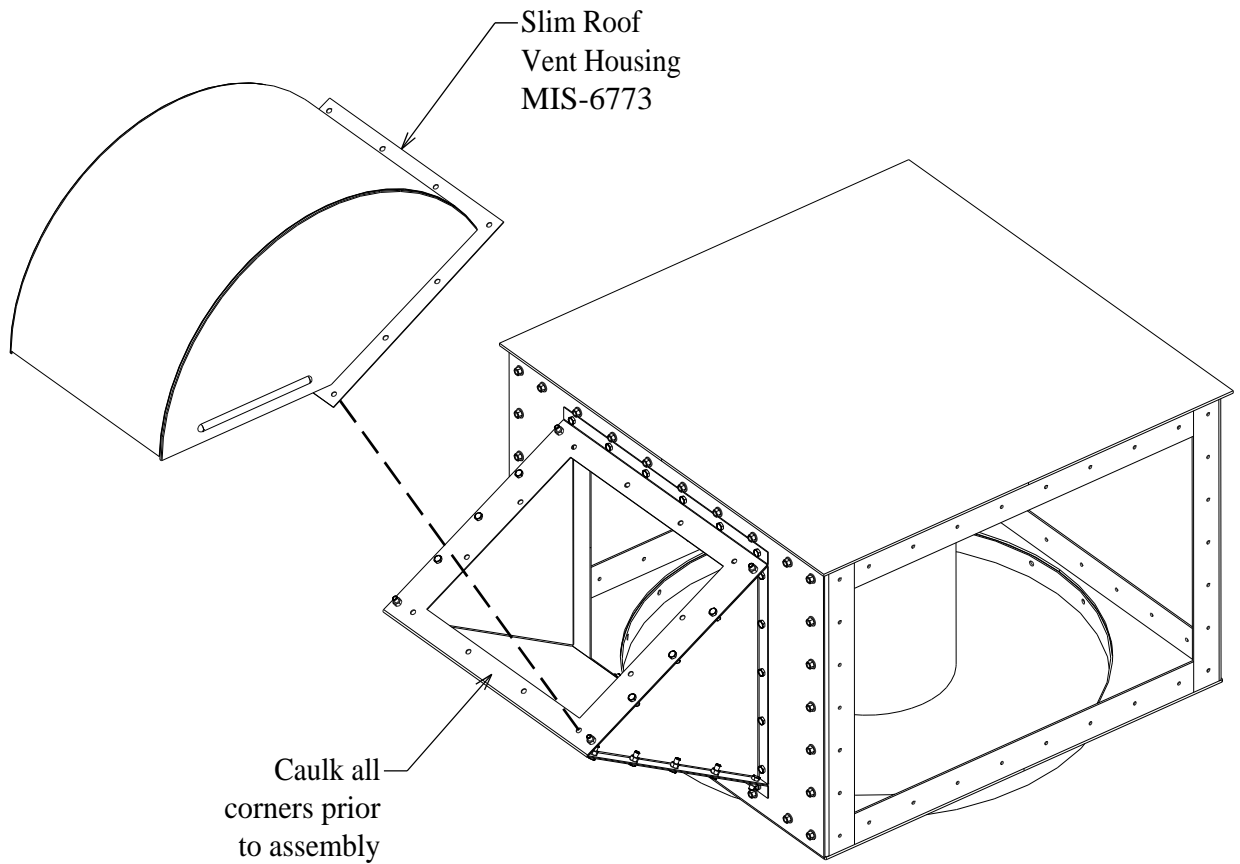 Slim Roof
Vent Housing
MIS-6773
Caulk all
corners prior
to assembly